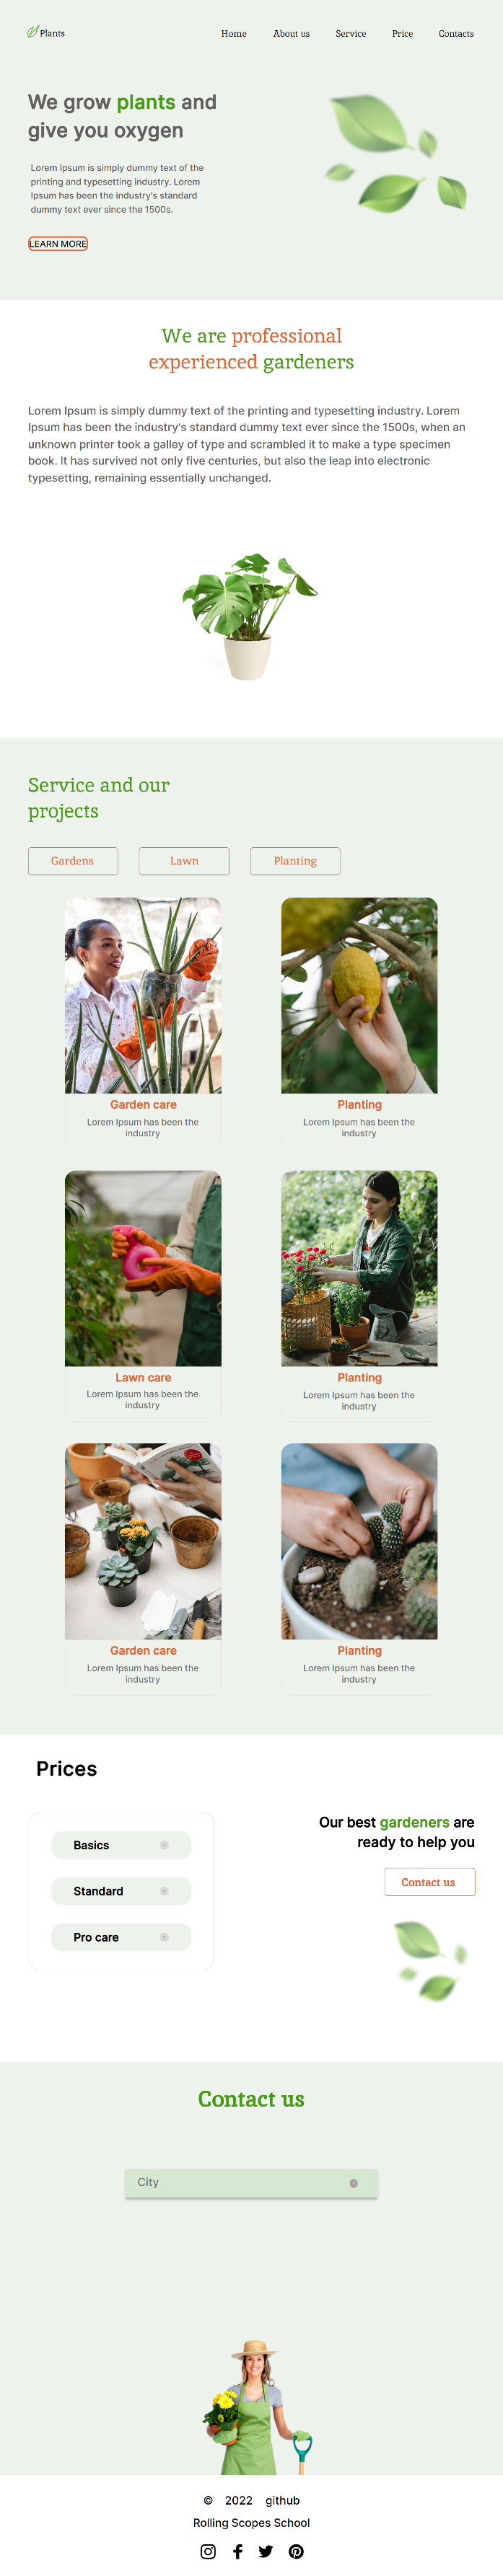 Plants
Home About us Service Price Contacts
We grow plants and
give you oxygen
Lorem Ipsum is simply dummy text of the
printing and typesetting industry. Lorem
Ipsum has been the industry's standard
dummy text ever since the 1500s.
LEARN MORE
We are professional
experienced gardeners
Lorem Ipsum is simply dummy text of the printing and typesetting industry. Lorem
Ipsum has been the industry's standard dummy text ever since the 1500s, when an
unknown printer took a galley of type and scrambled it to make a type specimen
book. It has survived not only five centuries, but also the leap into electronic
typesetting, remaining essentially unchanged.
Service and our
projects
Gardens Lawn Planting
Garden care
Lorem Ipsum has been the
industry
Planting
Lorem Ipsum has been the
industry
Lawn care
Lorem Ipsum has been the
industry
Planting
Lorem Ipsum has been the
industry
Garden care
Lorem Ipsum has been the
industry
Planting
Lorem Ipsum has been the
industry
Prices
Basics
Standard
Pro care
Our best gardeners are
ready to help you
Contact us
Contact us
City
© 2022 github
Rolling Scopes School